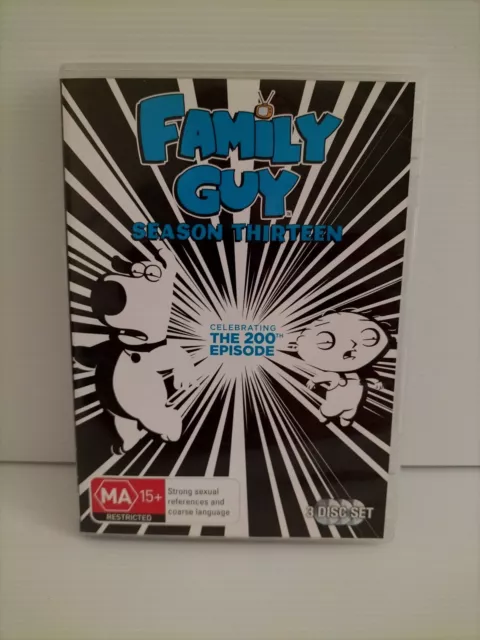 FAMILY
GUY
SEASON THIRTEEN
CELEBRATING
THE 200TH
EPISODE
MA 15+
RESTRICTED
Strong sexual
references and
coarse language
3 DISC SET